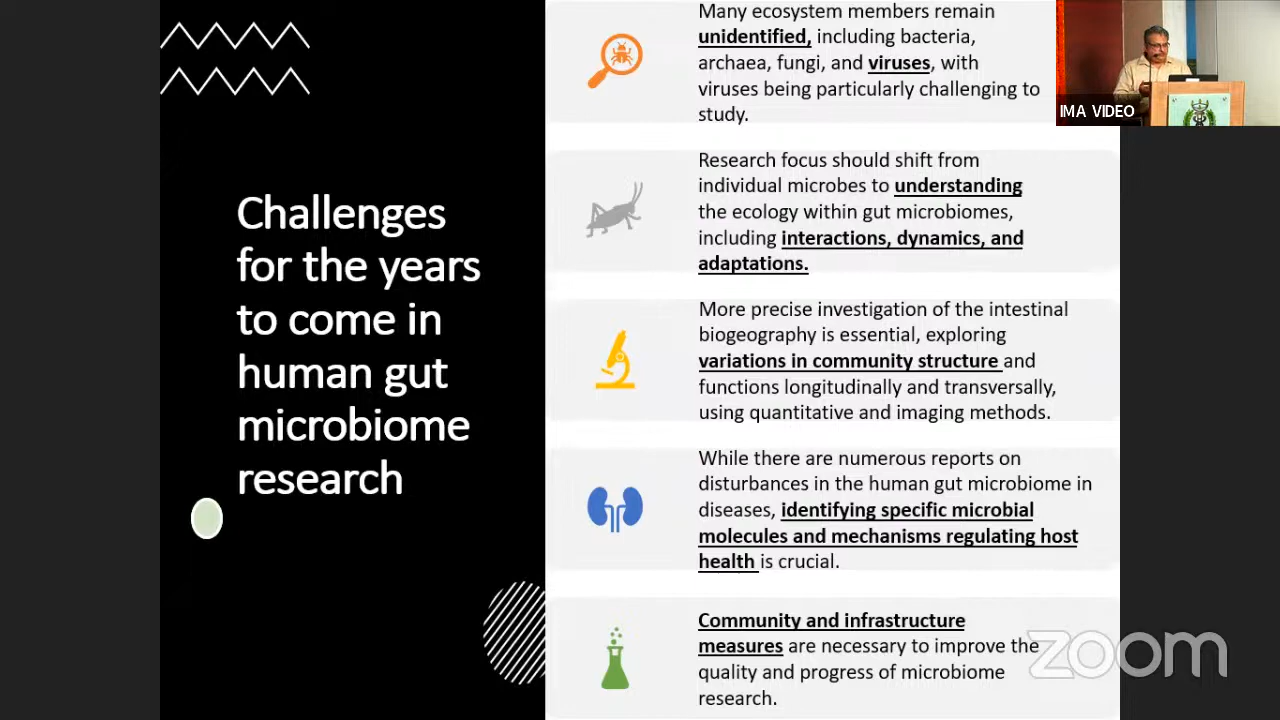 Challenges
for the years
to come in
human gut
microbiome
research
Many ecosystem members remain
unidentified, including bacteria,
archaea, fungi, and viruses, with
viruses being particularly challenging to
study.
Research focus should shift from
individual microbes to understanding
the ecology within gut microbiomes,
including interactions, dynamics, and
adaptations.
More precise investigation of the intestinal
biogeography is essential, exploring
variations in community structure and
functions longitudinally and transversally,
using quantitative and imaging methods.
While there are numerous reports on
disturbances in the human gut microbiome in
diseases, identifying specific microbial
molecules and mechanisms regulating host
health is crucial.
Community and infrastructure
measures are necessary to improve the
quality and progress of microbiome
research.
IMA VIDEO
zoom